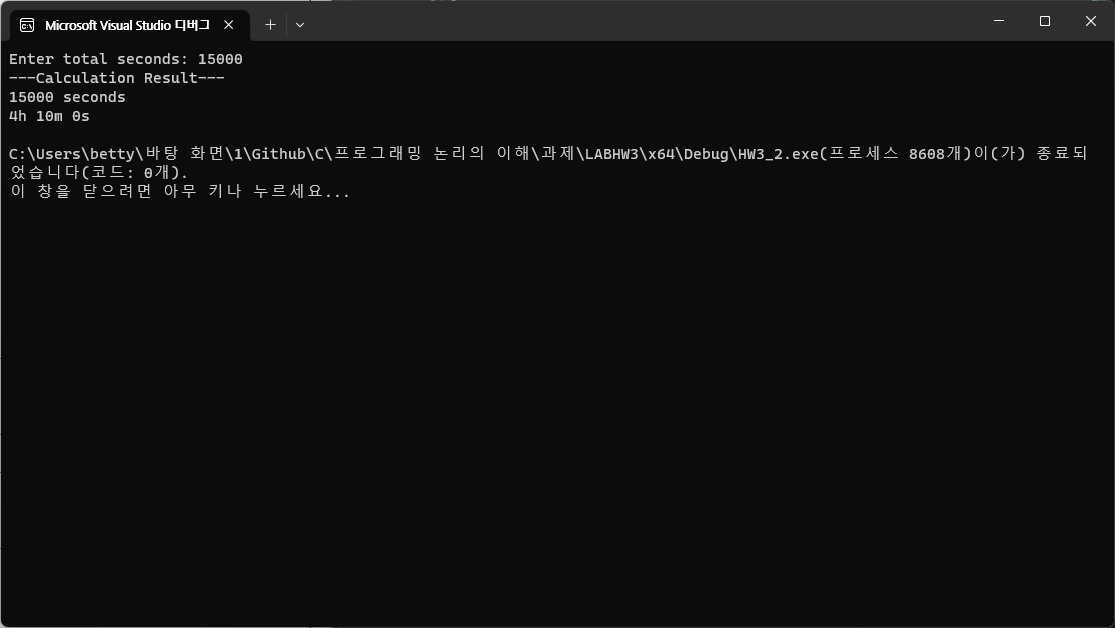 Microsoft Visual Studio 디버그
Enter total seconds: 15000
---Calculation Result---
15000 seconds
4h 10m 0s
C:\Users\betty\바탕 화면\1\Github\C\프로그래밍 논리의 이해\과제\LABHW3\x64\Debug\HW3_2.exe(프로세스 8608개)이(가) 종료되
었습니다(코드: 0개).
이 창을 닫으려면 아무 키나 누르세요...